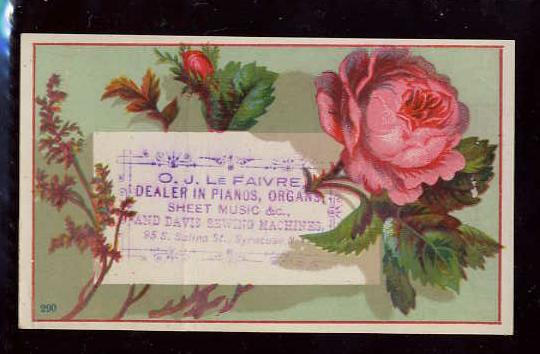 O. J. LE FAIVRE,
DEALER IN PIANOS, ORGANS,
SHEET MUSIC &c.,
AND DAVIS SEWING MACHINES,
95 S. Salina St., Syracuse, N.
290